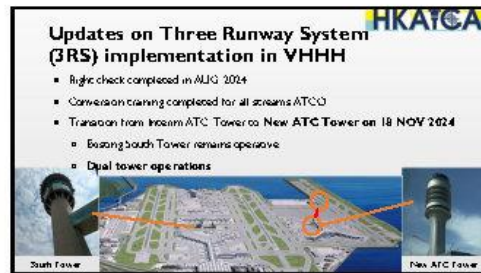 HKATCA
Updates on Three Runway System
(3RS) implementation in VHHH
Flight check completed in AUG 2024
Conversion training completed for all streams ATCO
Transition from Interim ATC Tower to New ATC Tower on 18 NOV 2024
Existing South Tower remains operative
Dual tower operations
South Tower
New ATC Tower